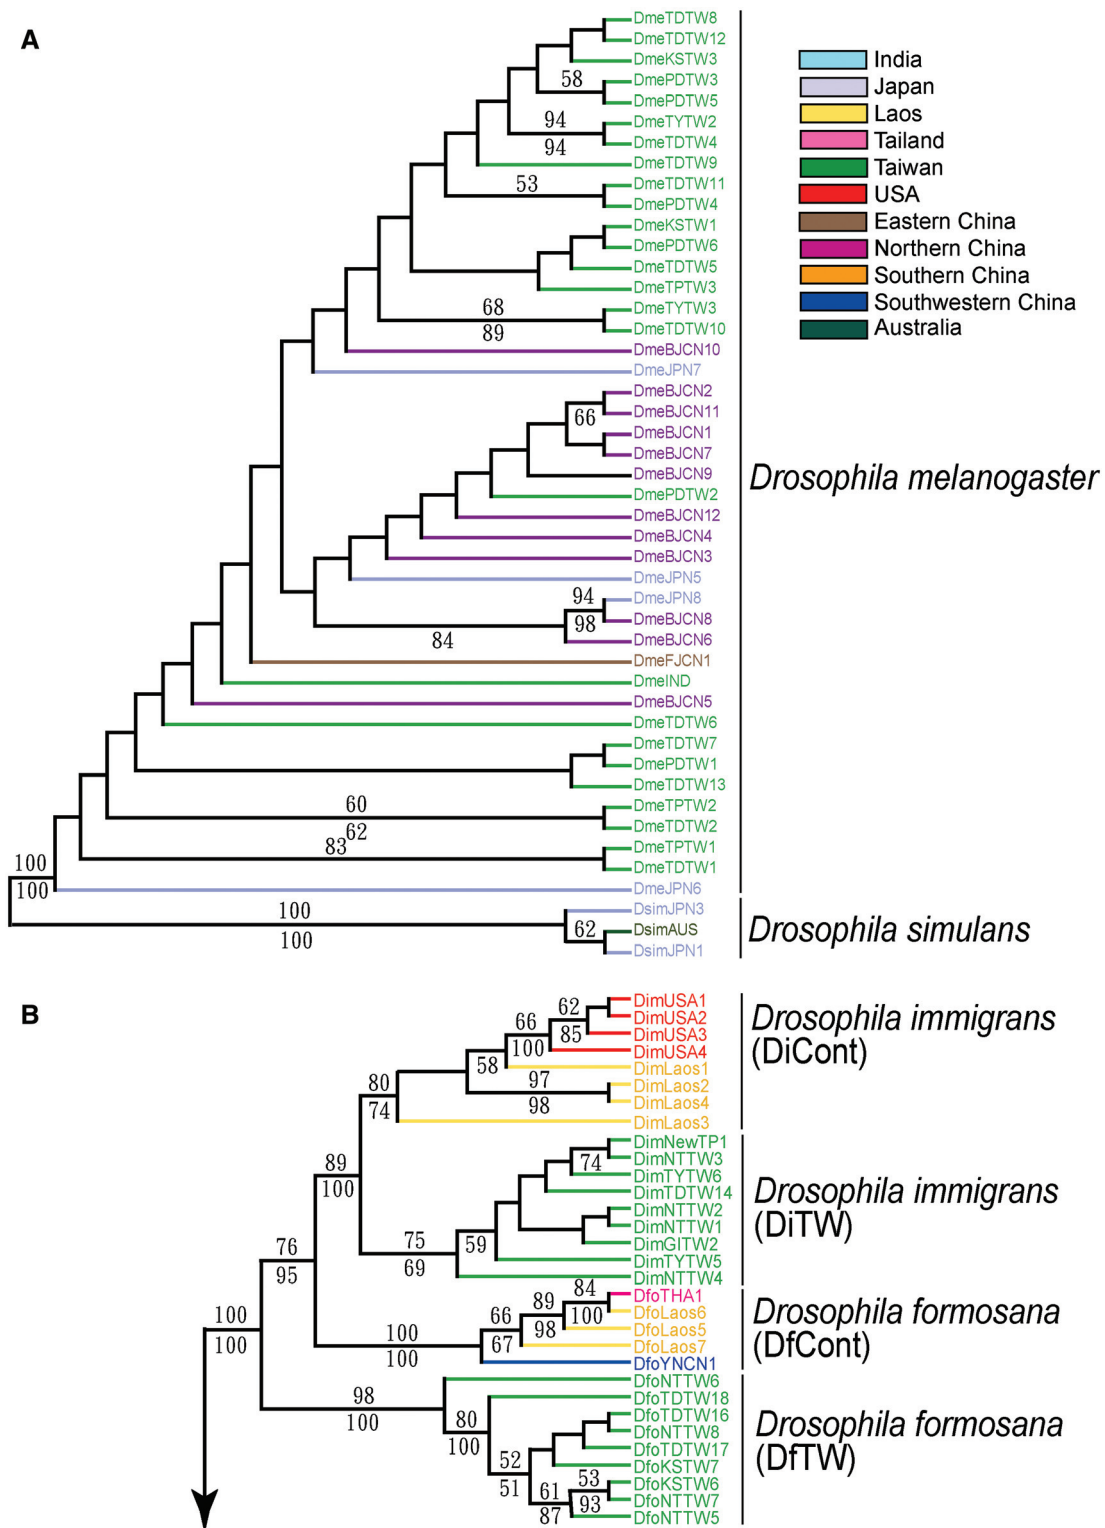 A
DmeTDTW8
DmeTDTW12
DmeKSTW3
58
DmePDTW3
DmePDTW5
94
DmeTYTW2
94
DmeTDTW4
DmeTDTW9
53
DmeTDTW11
DmePDTW4
DmeKSTW1
DmePDTW6
DmeTDTW5
DmeTPTW3
68
DmeTYTW3
89
DmeTDTW10
DmeBJCN10
DmeJPN7
DmeBJCN2
66
DmeBJCN11
DmeBJCN1
DmeBJCN7
DmeBJCN9
DmePDTW2
DmeBJCN12
DmeBJCN4
DmeBJCN3
DmeJPN5
94
DmeJPN8
98
DmeBJCN8
84
DmeBJCN6
DmeFJCN1
DmeIND
DmeBJCN5
DmeTDTW6
DmeTDTW7
DmePDTW1
DmeTDTW13
60
DmeTPTW2
62
DmeTDTW2
83
DmeTPTW1
DmeTDTW1
100
100
DmeJPN6
100
DsimJPN3
100
62
DsimAUS
DsimJPN1
India
Japan
Laos
Tailand
Taiwan
USA
Eastern China
Northern China
Southern China
Southwestern China
Australia
Drosophila melanogaster
Drosophila simulans
B
DimUSA1
62
DimUSA2
66
85
DimUSA3
100
DimUSA4
58
DimLaos1
80
97
DimLaos2
98
DimLaos4
74
DimLaos3
DimNewTP1
74
DimNTTW3
89
DimTYTW6
100
DimTDTW14
DimNTTW2
DimNTTW1
75
59
DimGITW2
69
DimTYTW5
DimNTTW4
76
95
84
DfoTHA1
89
100
DfoLaos6
66
98
DfoLaos5
100
67
DfoLaos7
100
DfoYNCN1
100
100
DfoNTTW6
98
DfoTDTW18
100
80
DfoTDTW16
100
DfoNTTW8
DfoTDTW17
52
DfoKSTW7
51
53
DfoKSTW6
61
93
DfoNTTW7
87
DfoNTTW5
Drosophila immigrans
(DiCont)
Drosophila immigrans
(DiTW)
Drosophila formosana
(DfCont)
Drosophila formosana
(DfTW)